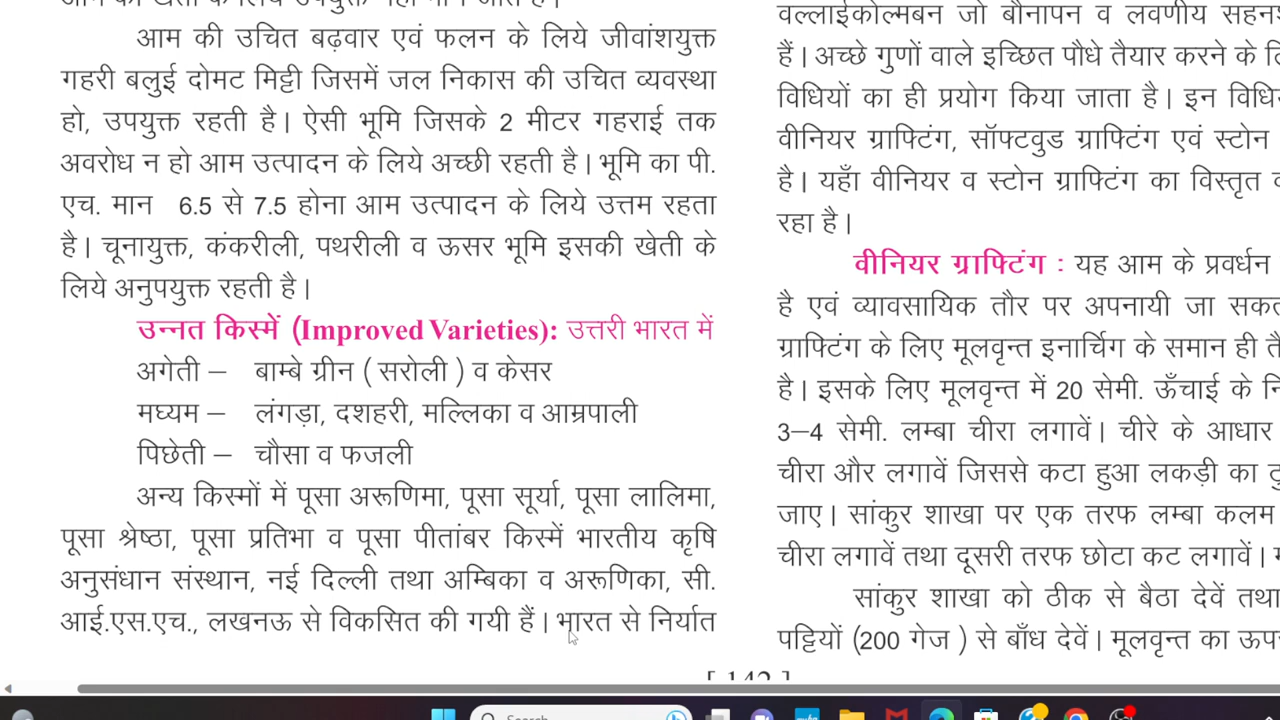 आम की उचित बढ़वार एवं फलन के लिये जीवांशयुक्त
गहरी बलुई दोमट मिट्टी जिसमें जल निकास की उचित व्यवस्था
हो, उपयुक्त रहती है। ऐसी भूमि जिसके 2 मीटर गहराई तक
अवरोध न हो आम उत्पादन के लिये अच्छी रहती है। भूमि का पी.
एच. मान 6.5 से 7.5 होना आम उत्पादन के लिये उत्तम रहता
है। चूनायुक्त, कंकरीली, पथरीली व ऊसर भूमि इसकी खेती के
लिये अनुपयुक्त रहती है।
उन्नत किस्में (Improved Varieties): उत्तरी भारत में
अगेती – बाम्बे ग्रीन ( सरोली ) व केसर
मध्यम – लंगड़ा, दशहरी, मल्लिका व आम्रपाली
पिछेती – चौसा व फजली
अन्य किस्मों में पूसा अरूणिमा, पूसा सूर्या, पूसा लालिमा,
पूसा श्रेष्ठा, पूसा प्रतिभा व पूसा पीतांबर किस्में भारतीय कृषि
अनुसंधान संस्थान, नई दिल्ली तथा अम्बिका व अरूणिका, सी.
आई.एस.एच., लखनऊ से विकसित की गयी हैं। भारत से निर्यात
वल्लाईकोल्मबन जो बौनापन व लवणीय
हैं। अच्छे गुणों वाले इच्छित पौधे तैयार करने के
विधियों का ही प्रयोग किया जाता है। इन
वीनियर ग्राफ्टिंग, सॉफ्टवुड ग्राफ्टिंग एवं स्टोन
है। यहाँ वीनियर व स्टोन ग्राफ्टिंग का विस्तृत
रहा है।
वीनियर ग्राफ्टिंग : यह आम के प्रवर्धन
है एवं व्यावसायिक तौर पर अपनायी जा
ग्राफ्टिंग के लिए मूलवृन्त इनार्चिग के समान ही
है। इसके लिए मूलवृन्त में 20 सेमी. ऊँचाई के
3–4 सेमी. लम्बा चीरा लगावें। चीरे के आधार
चीरा और लगावें जिससे कटा हुआ लकड़ी का
जाए। सांकुर शाखा पर एक तरफ लम्बा कलम
चीरा लगावें तथा दूसरी तरफ छोटा कट लगावें।
सांकुर शाखा को ठीक से बैठा देवें तथा
पट्टियों (200 गेज ) से बाँध देवें। मूलवृन्त का
[ 142 ]
Search